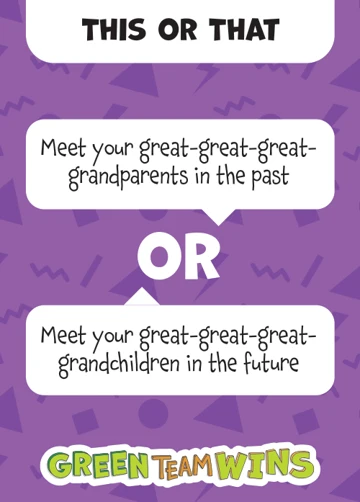 THIS OR THAT
Meet your great-great-great-
grandparents in the past
OR
Meet your great-great-great-
grandchildren in the future
GREEN TEAM WINS